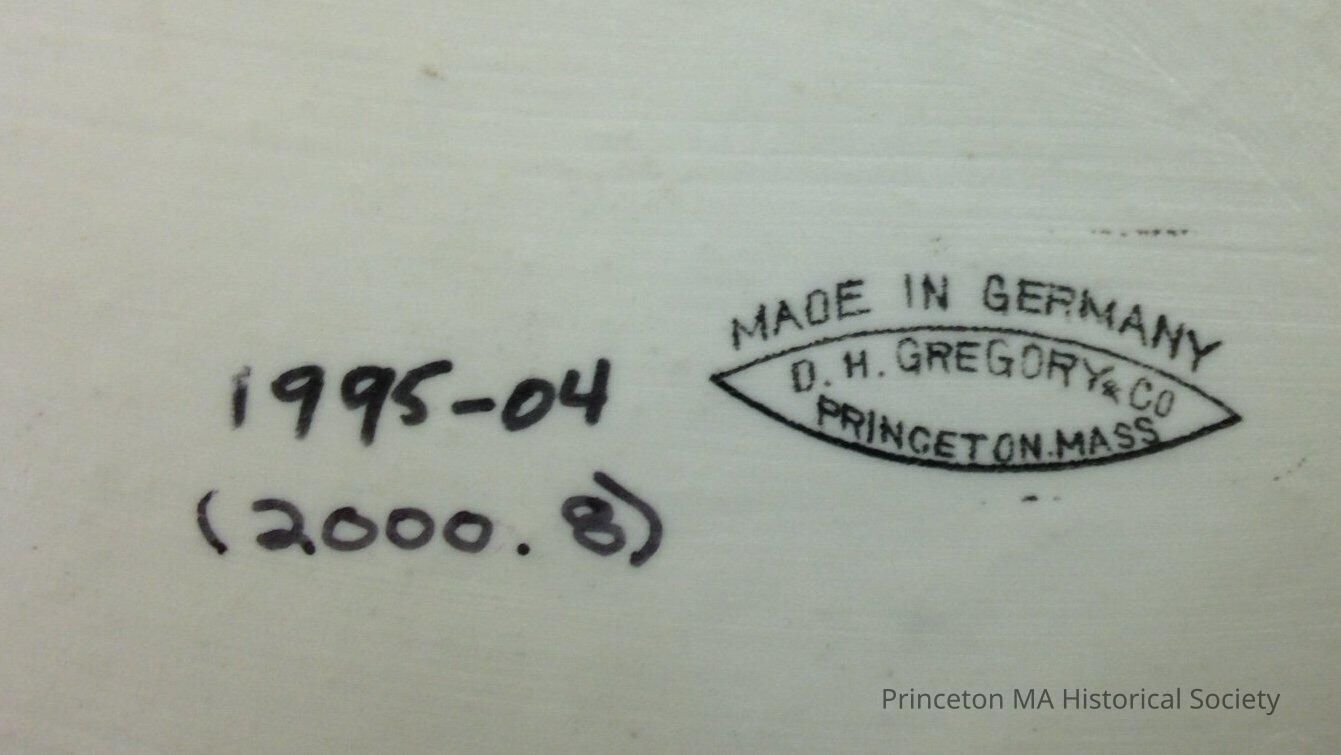 MADE IN GERMANY
D. H. GREGORY & CO
PRINCETON. MASS
1995-04
(2000.8)
Princeton MA Historical Society